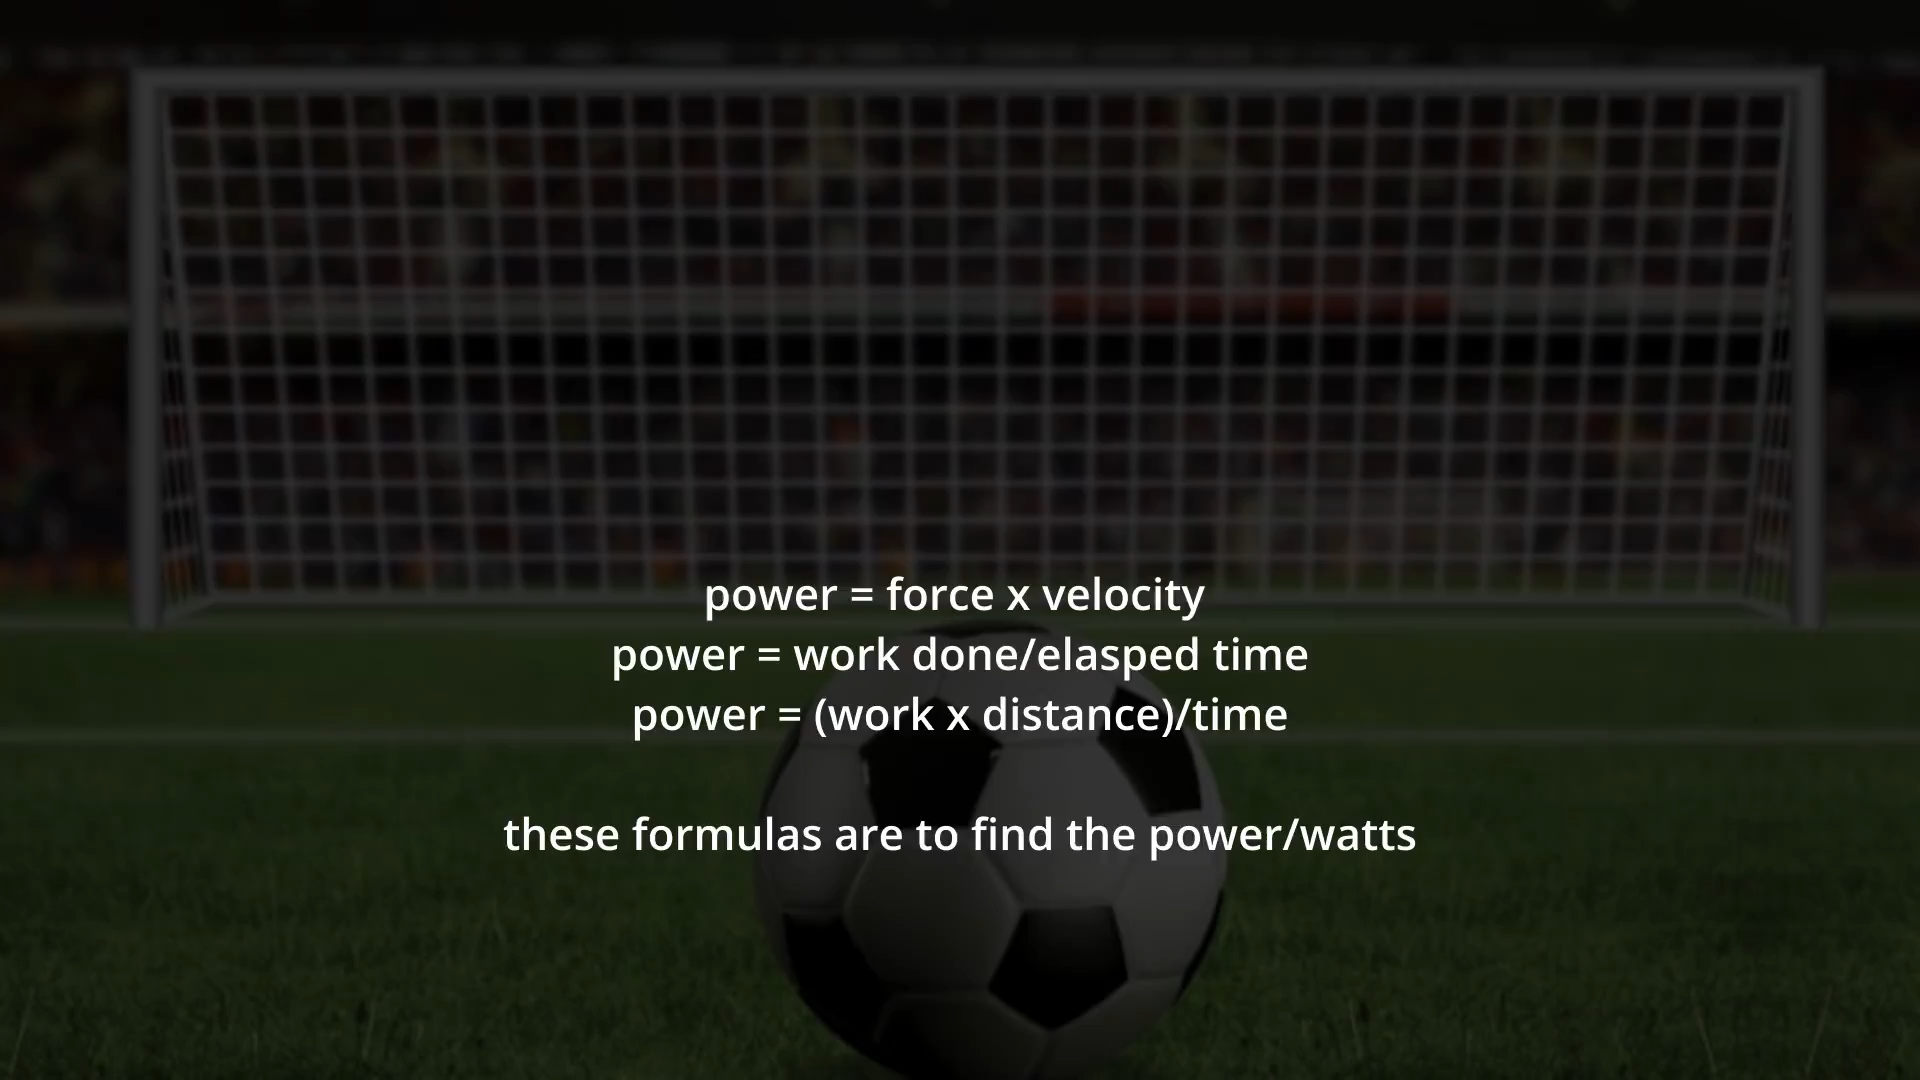 power = force x velocity
power = work done/elasped time
power = (work x distance)/time
these formulas are to find the power/watts